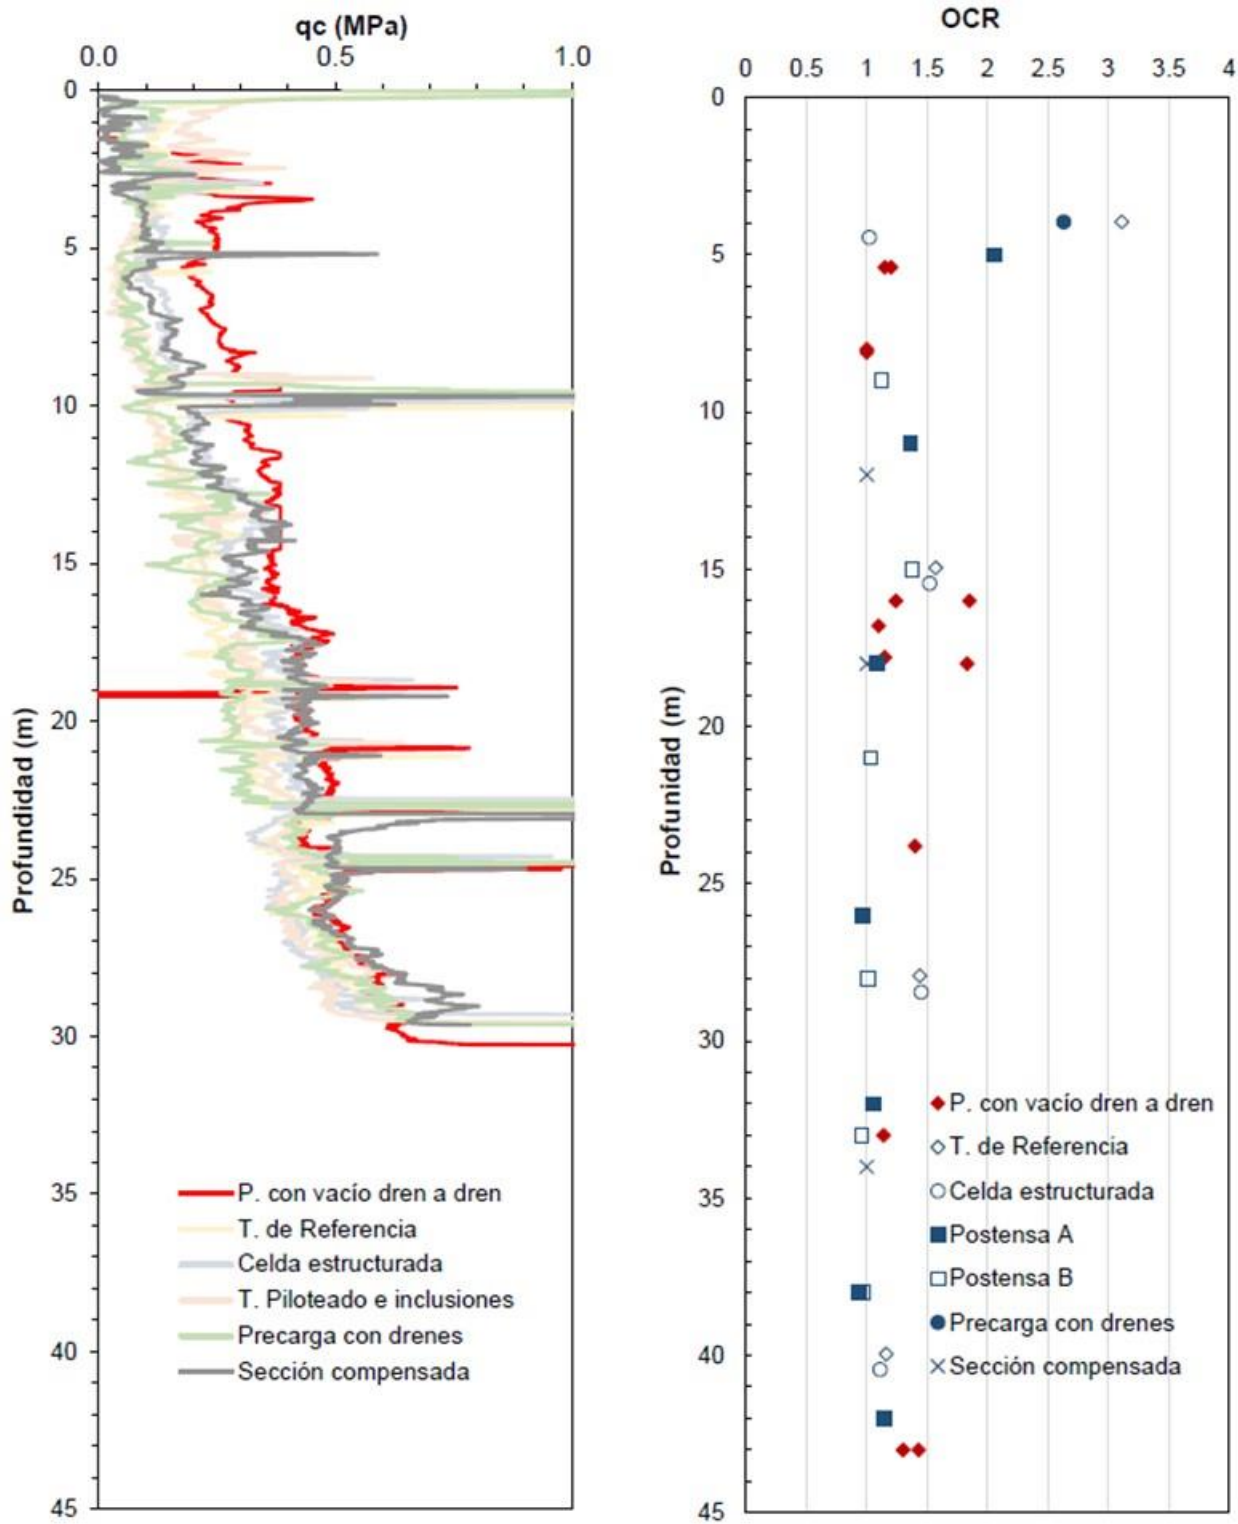 qc (MPa)
0.0 0.5 1.0
0
5
10
15
20
25
30
35
40
45
Profundidad (m)
P. con vacío dren a dren
T. de Referencia
Celda estructurada
T. Piloteado e inclusiones
Precarga con drenes
Sección compensada
OCR
0 0.5 1 1.5 2 2.5 3 3.5 4
0
5
10
15
20
25
30
35
40
45
Profunidad (m)
P. con vacío dren a dren
T. de Referencia
Celda estructurada
Postensa A
Postensa B
Precarga con drenes
Sección compensada